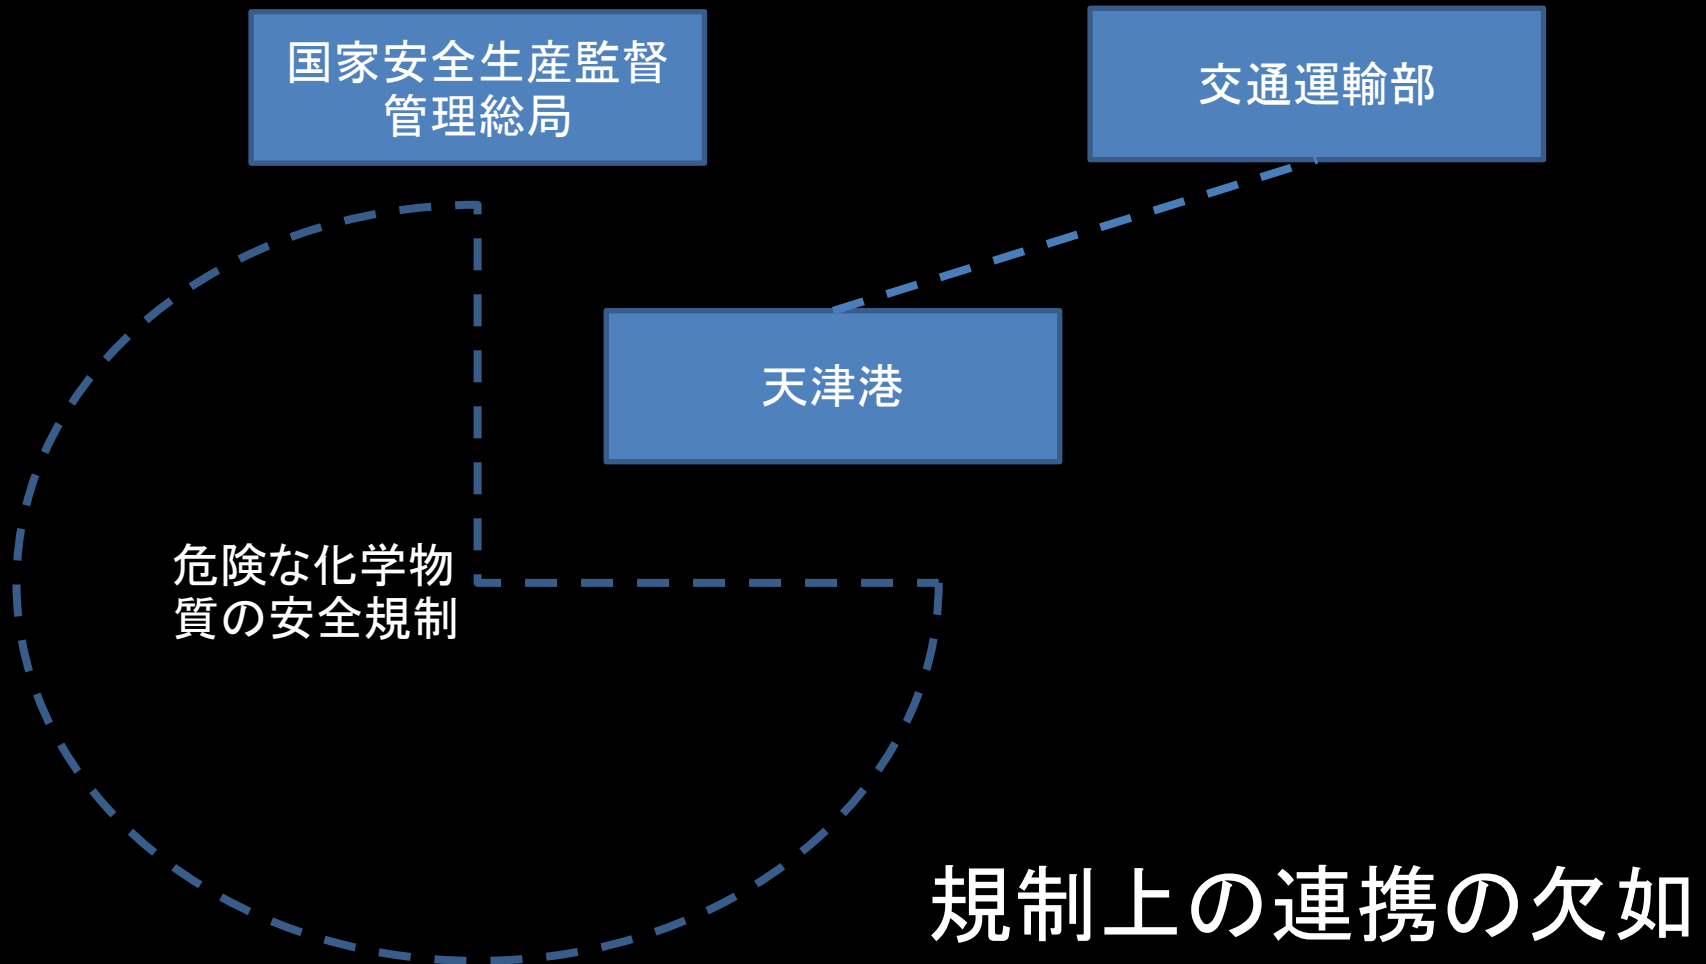 国家安全生産監督
管理総局
交通運輸部
天津港
危険な化学物
質の安全規制
規制上の連携の欠如